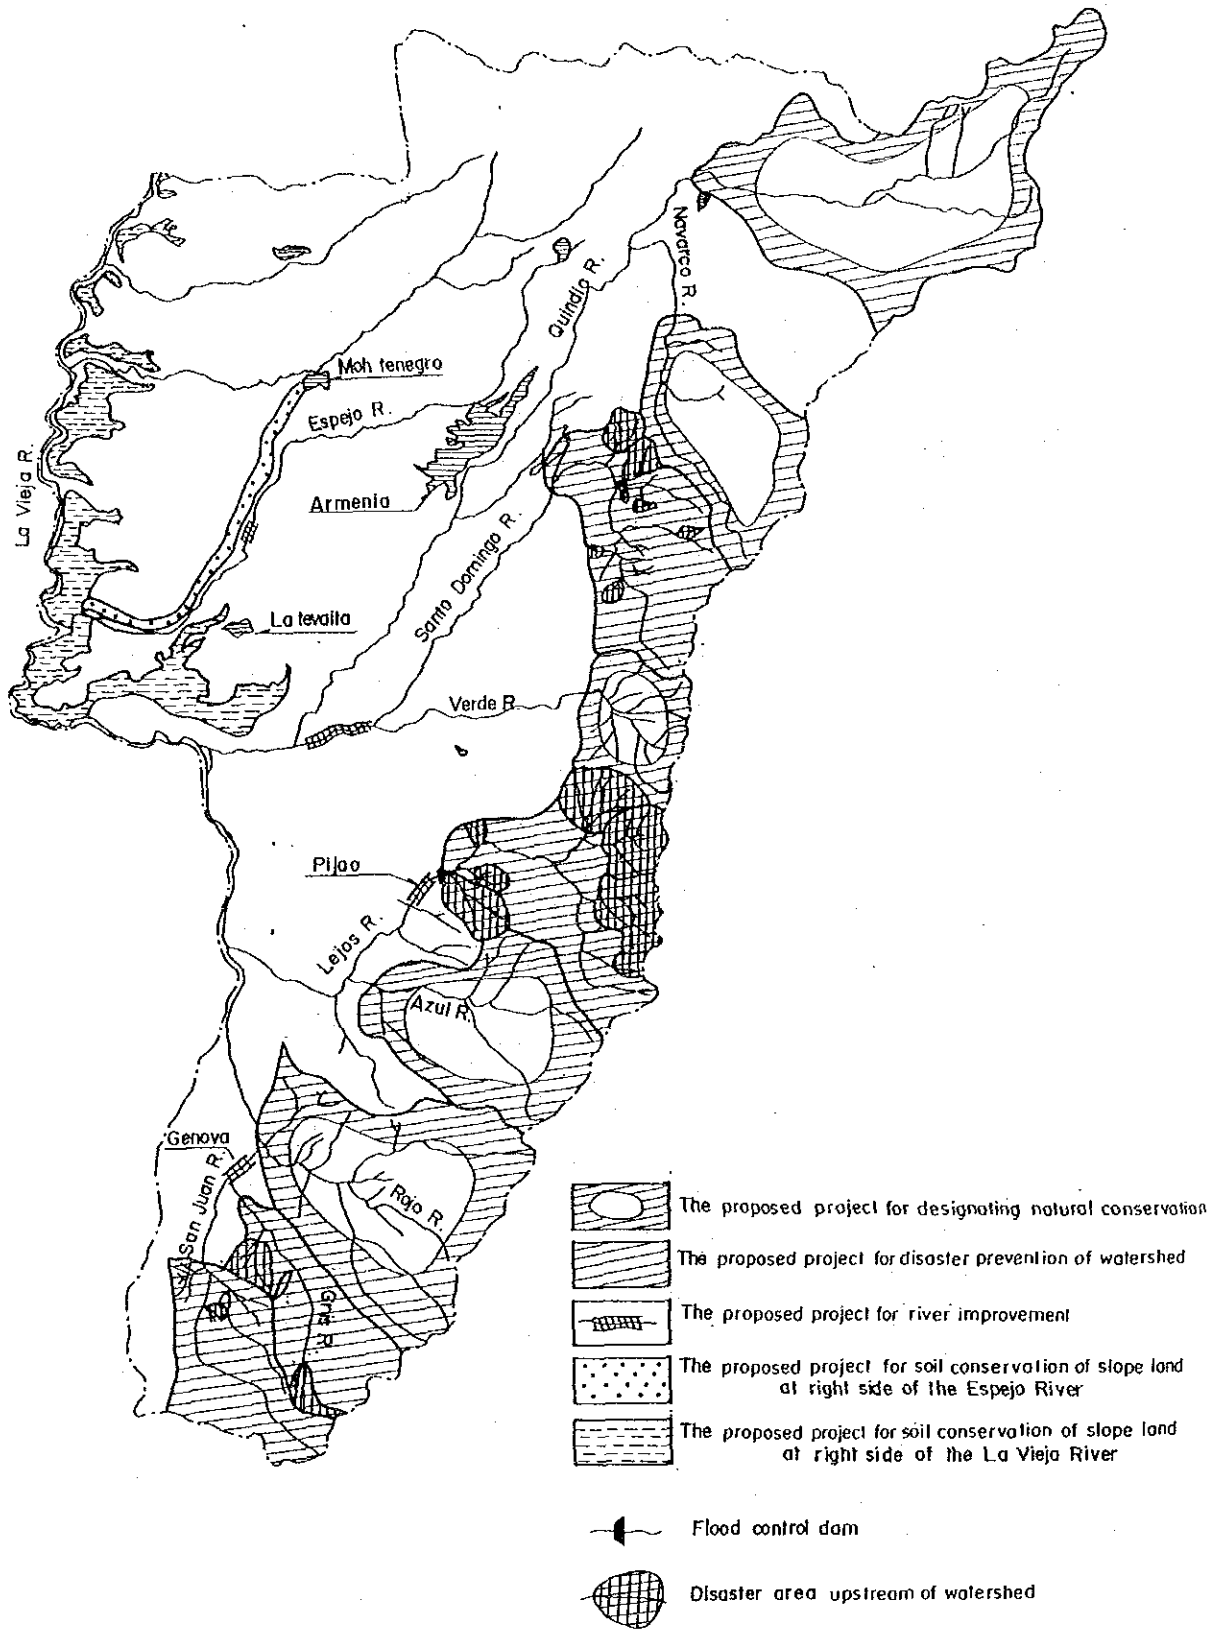 Navarco R.
Quindio R.
Moh tenegro
Espejo R.
La Vieja R.
Armenia
Santo Domingo R.
La tevaita
Verde R.
Pijao
Lejos R.
Azul R.
Genova
San Juan R.
Rojo R.
Gris R.
The proposed project for designating natural conservation
The proposed project for disaster prevention of watershed
The proposed project for river improvement
The proposed project for soil conservation of slope land
at right side of the Espejo River
The proposed project for soil conservation of slope land
at right side of the La Vieja River
Flood control dam
Disaster area upstream of watershed